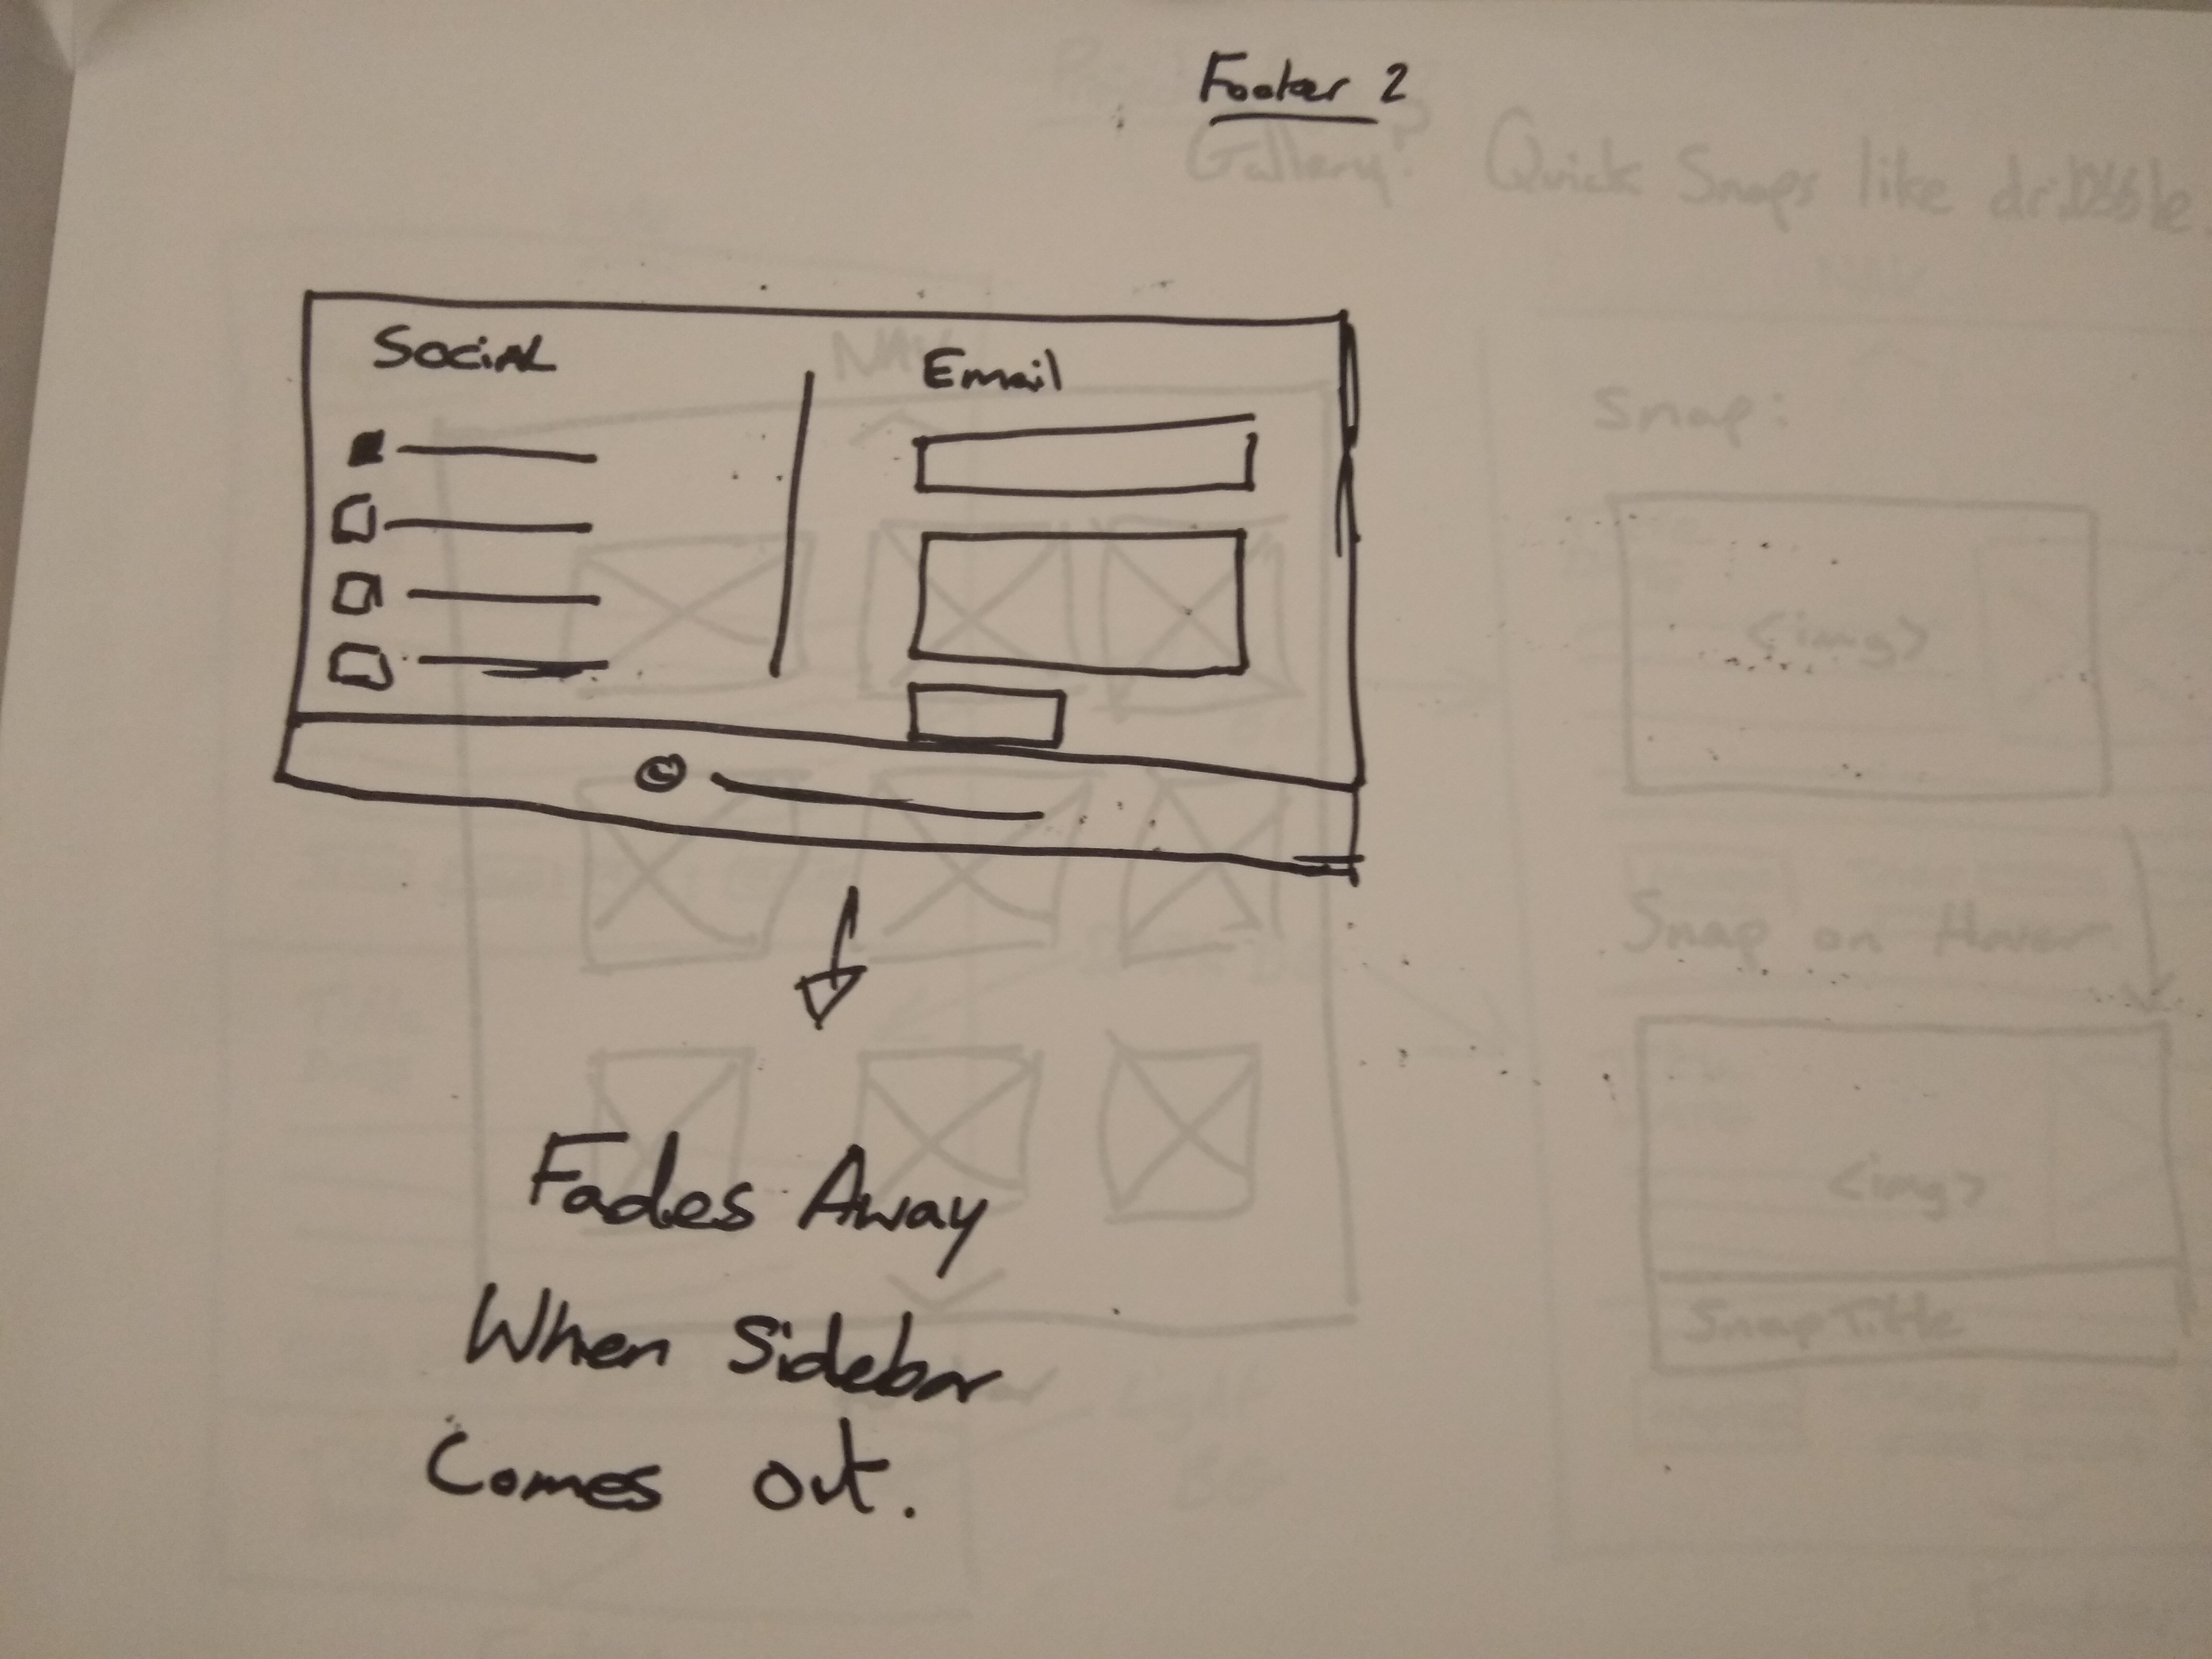 Footer 2
Gallery? Quick Snaps like dribbble.
Social
Email
NAV
©
Snap:
<img>
Snap on Hover
<img>
Snap Title
Fades Away
When Sidebar
Comes out.